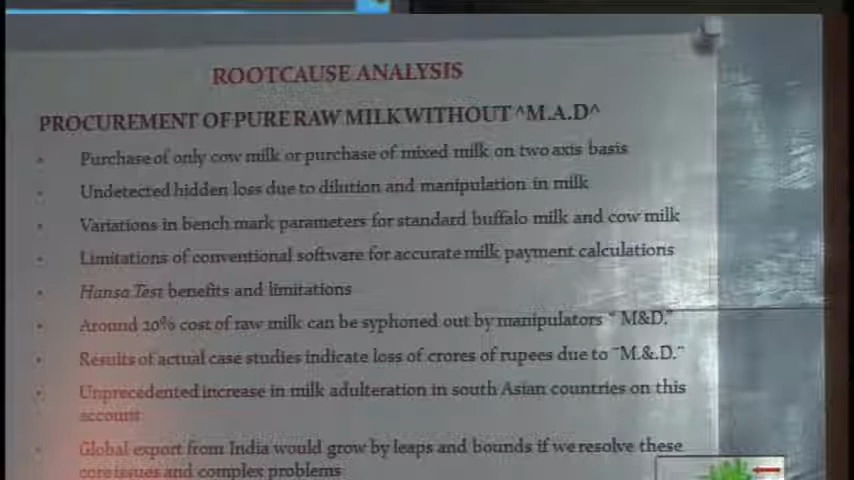 ROOTCAUSE ANALYSIS
PROCUREMENT OF PURE RAW MILK WITHOUT ^M.A.D^
Purchase of only cow milk or purchase of mixed milk on two axis basis
Undetected hidden loss due to dilution and manipulation in milk
Variations in bench mark parameters for standard buffalo milk and cow milk
Limitations of conventional software for accurate milk payment calculations
Hansa Test benefits and limitations
Around 20% cost of raw milk can be syphoned out by manipulators " M&D."
Results of actual case studies indicate loss of crores of rupees due to "M.&.D."
Unprecedented increase in milk adulteration in south Asian countries on this
account
Global export from India would grow by leaps and bounds if we resolve these
core issues and complex problems